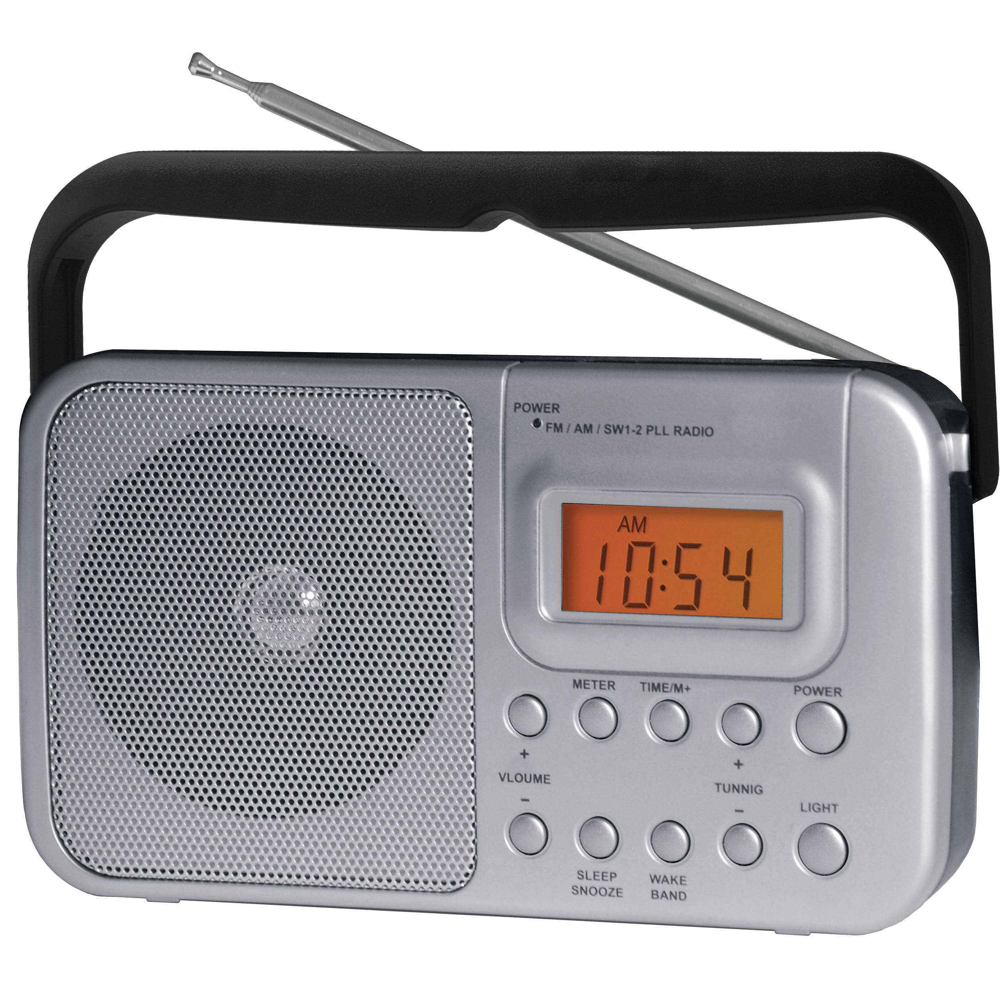 POWER
FM / AM / SW1-2 PLL RADIO
AM
10:54
METER
TIME/M+
POWER
+
+
VLOUME
TUNNIG
-
-
LIGHT
SLEEP
SNOOZE
WAKE
BAND